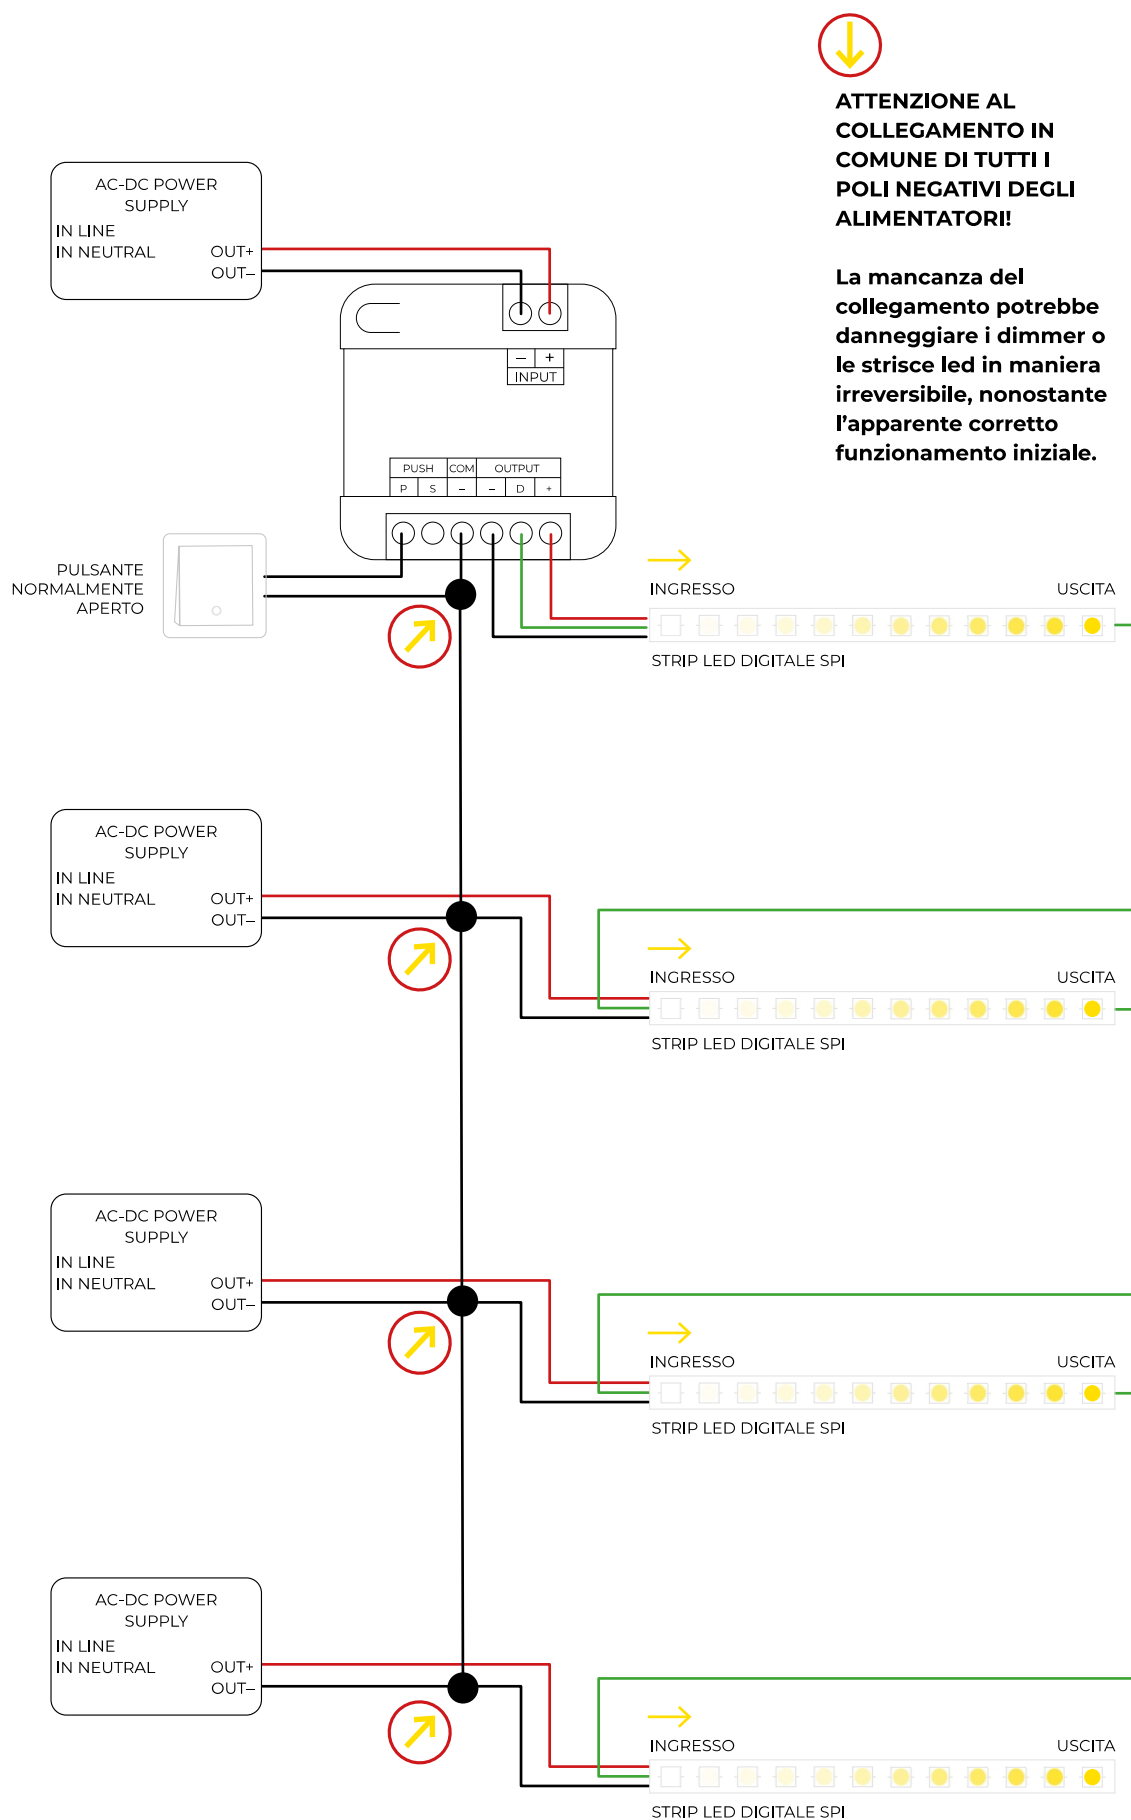 ATTENZIONE AL
COLLEGAMENTO IN
COMUNE DI TUTTI I
POLI NEGATIVI DEGLI
ALIMENTATORI!
La mancanza del
collegamento potrebbe
danneggiare i dimmer o
le strisce led in maniera
irreversibile, nonostante
l'apparente corretto
funzionamento iniziale.
AC-DC POWER
SUPPLY
IN LINE
IN NEUTRAL
OUT+
OUT–
– +
INPUT
PUSH COM OUTPUT
P S – – D +
PULSANTE
NORMALMENTE
APERTO
INGRESSO USCITA
STRIP LED DIGITALE SPI
AC-DC POWER
SUPPLY
IN LINE
IN NEUTRAL
OUT+
OUT–
INGRESSO USCITA
STRIP LED DIGITALE SPI
AC-DC POWER
SUPPLY
IN LINE
IN NEUTRAL
OUT+
OUT–
INGRESSO USCITA
STRIP LED DIGITALE SPI
AC-DC POWER
SUPPLY
IN LINE
IN NEUTRAL
OUT+
OUT–
INGRESSO USCITA
STRIP LED DIGITALE SPI